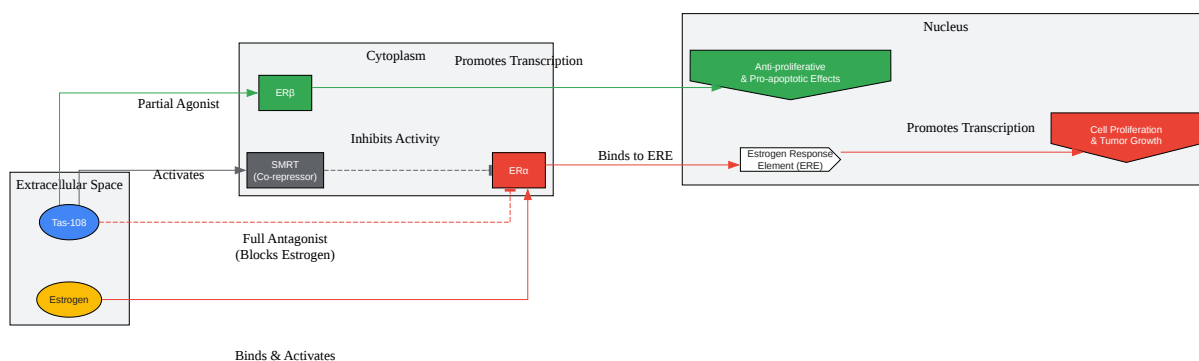 Nucleus
Cytoplasm
Promotes Transcription
Anti-proliferative
& Pro-apoptotic Effects
ERβ
Partial Agonist
Inhibits Activity
Promotes Transcription
Cell Proliferation
& Tumor Growth
Binds to ERE
Estrogen Response
Element (ERE)
SMRT
(Co-repressor)
ERα
Activates
Extracellular Space
Tas-108
Full Antagonist
(Blocks Estrogen)
Estrogen
Binds & Activates